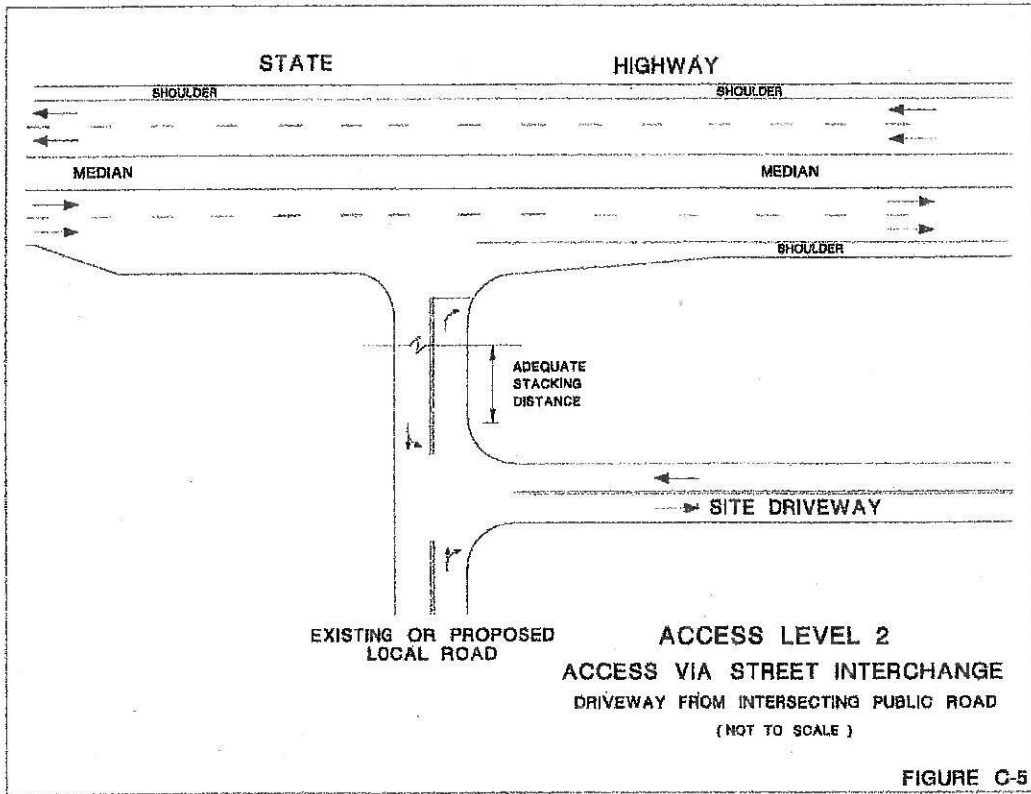 STATE HIGHWAY
SHOULDER SHOULDER
MEDIAN MEDIAN
SHOULDER
ADEQUATE
STACKING
DISTANCE
SITE DRIVEWAY
EXISTING OR PROPOSED
LOCAL ROAD
ACCESS LEVEL 2
ACCESS VIA STREET INTERCHANGE
DRIVEWAY FROM INTERSECTING PUBLIC ROAD
( NOT TO SCALE )
FIGURE C-5